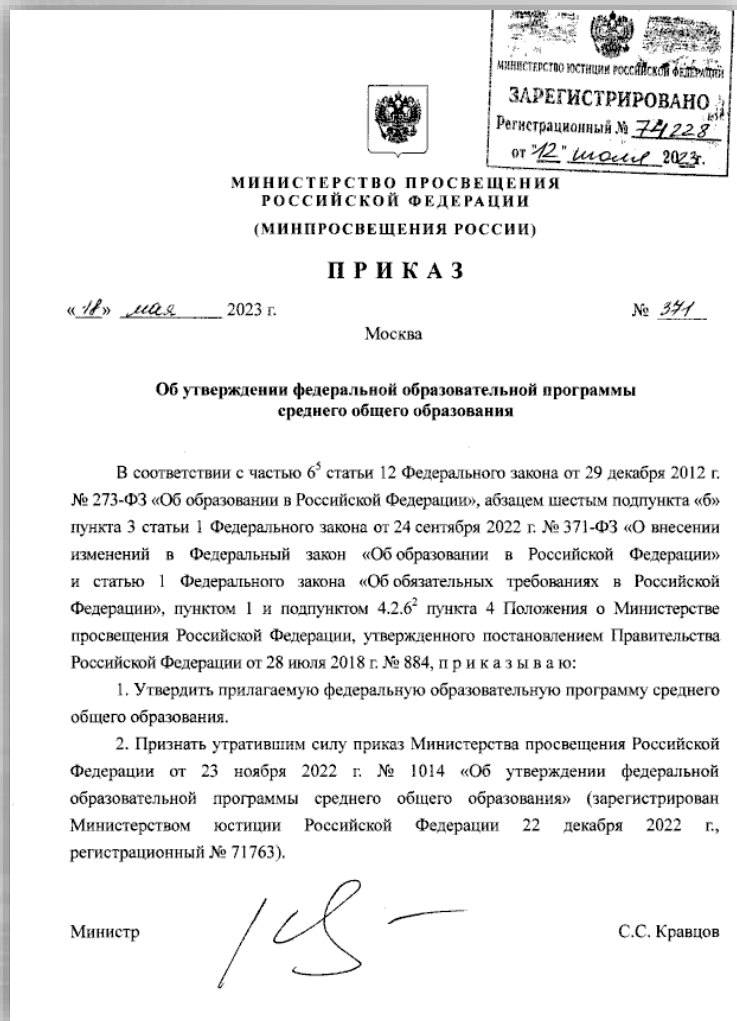 МИНИСТЕРСТВО ЮСТИЦИИ РОССИЙСКОЙ ФЕДЕРАЦИИ
ЗАРЕГИСТРИРОВАНО
Регистрационный № 74228
от "12" июля 2023г.
МИНИСТЕРСТВО ПРОСВЕЩЕНИЯ
РОССИЙСКОЙ ФЕДЕРАЦИИ
(МИНПРОСВЕЩЕНИЯ РОССИИ)
ПРИКАЗ
«18» мая 2023 г.
№ 371
Москва
Об утверждении федеральной образовательной программы
среднего общего образования
В соответствии с частью 6⁵ статьи 12 Федерального закона от 29 декабря 2012 г.
№ 273-ФЗ «Об образовании в Российской Федерации», абзацем шестым подпункта «б»
пункта 3 статьи 1 Федерального закона от 24 сентября 2022 г. № 371-ФЗ «О внесении
изменений в Федеральный закон «Об образовании в Российской Федерации»
и статью 1 Федерального закона «Об обязательных требованиях в Российской
Федерации», пунктом 1 и подпунктом 4.2.6² пункта 4 Положения о Министерстве
просвещения Российской Федерации, утвержденного постановлением Правительства
Российской Федерации от 28 июля 2018 г. № 884, п р и к а з ы в а ю:
1. Утвердить прилагаемую федеральную образовательную программу среднего
общего образования.
2. Признать утратившим силу приказ Министерства просвещения Российской
Федерации от 23 ноября 2022 г. № 1014 «Об утверждении федеральной
образовательной программы среднего общего образования» (зарегистрирован
Министерством юстиции Российской Федерации 22 декабря 2022 г.,
регистрационный № 71763).
Министр
С.С. Кравцов